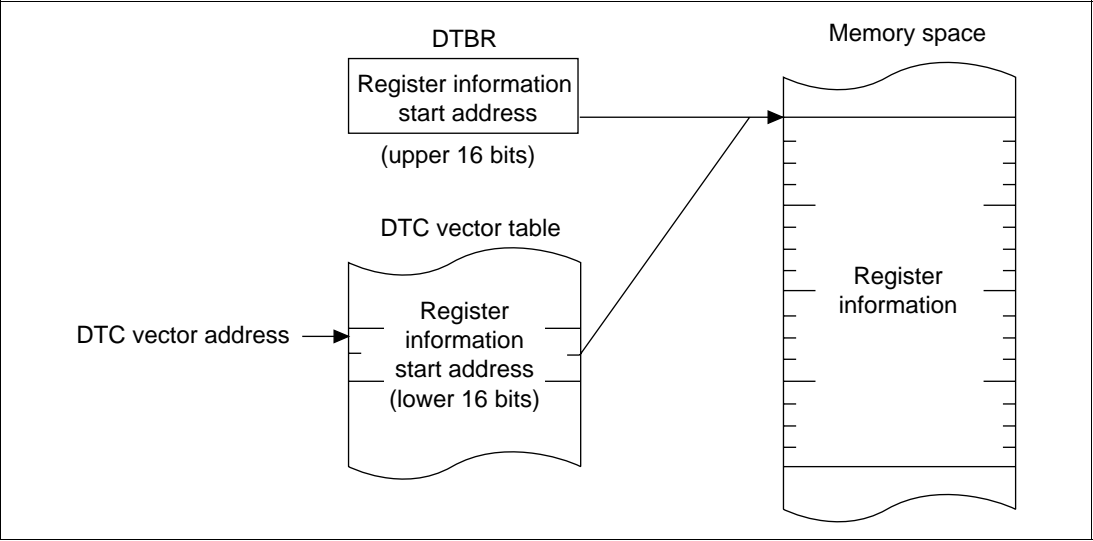 DTBR
Register information
start address
(upper 16 bits)
Memory space
DTC vector table
DTC vector address
Register
information
start address
(lower 16 bits)
Register
information